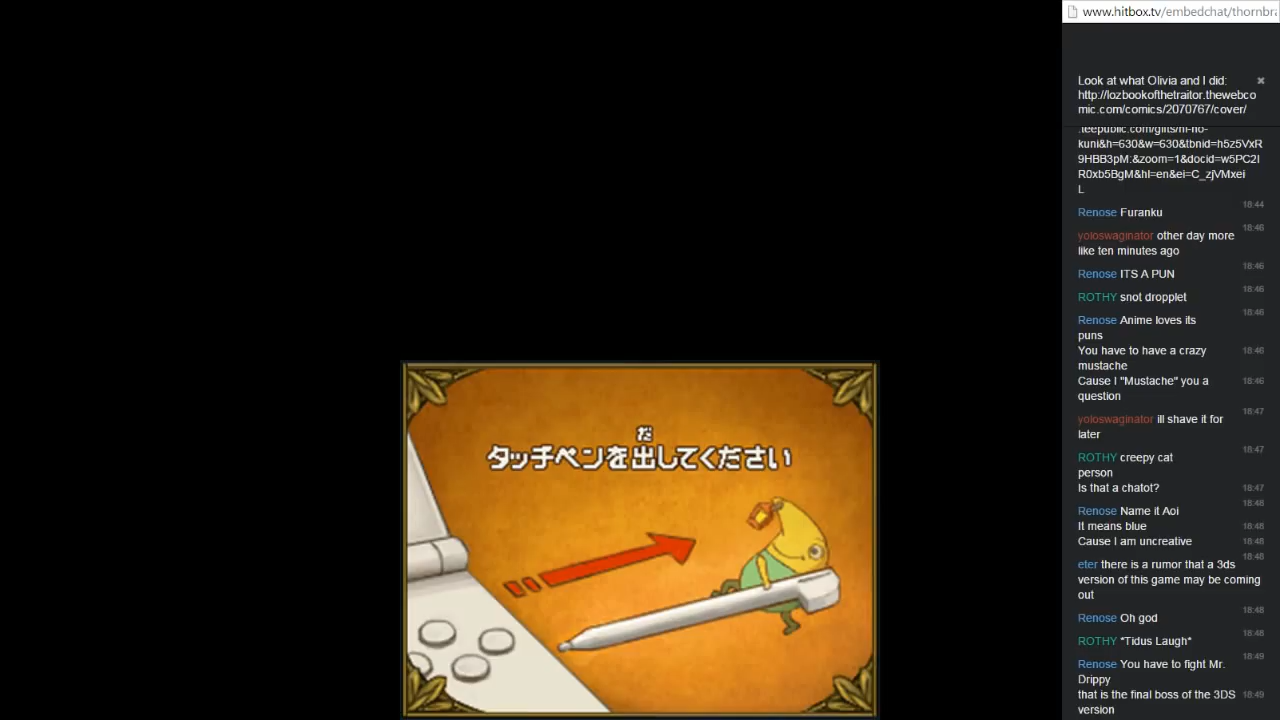 だ
タッチペンを出してください
www.hitbox.tv/embedchat/thornbra
Look at what Olivia and I did:
http://lozbookofthetraitor.thewebco
mic.com/comics/2070767/cover/
.teepublic.com/gifts/ni-no-
kuni&h=630&w=630&tbnid=h5z5VxR
9HBB3pM:&zoom=1&docid=w5PC2I
R0xb5BgM&hl=en&ei=C_zjVMxei
L
18:44
Renose Furanku
18:46
yoloswaginator other day more
like ten minutes ago
18:46
Renose ITS A PUN
18:46
ROTHY snot dropplet
18:46
Renose Anime loves its
puns
You have to have a crazy
18:46
mustache
Cause I "Mustache" you a
18:46
question
18:47
yoloswaginator ill shave it for
later
18:47
ROTHY creepy cat
person
Is that a chatot?
18:47
18:48
Renose Name it Aoi
It means blue
18:48
Cause I am uncreative
18:48
18:48
eter there is a rumor that a 3ds
version of this game may be coming
out
18:48
Renose Oh god
18:48
ROTHY *Tidus Laugh*
18:49
Renose You have to fight Mr.
Drippy
that is the final boss of the 3DS
18:49
version